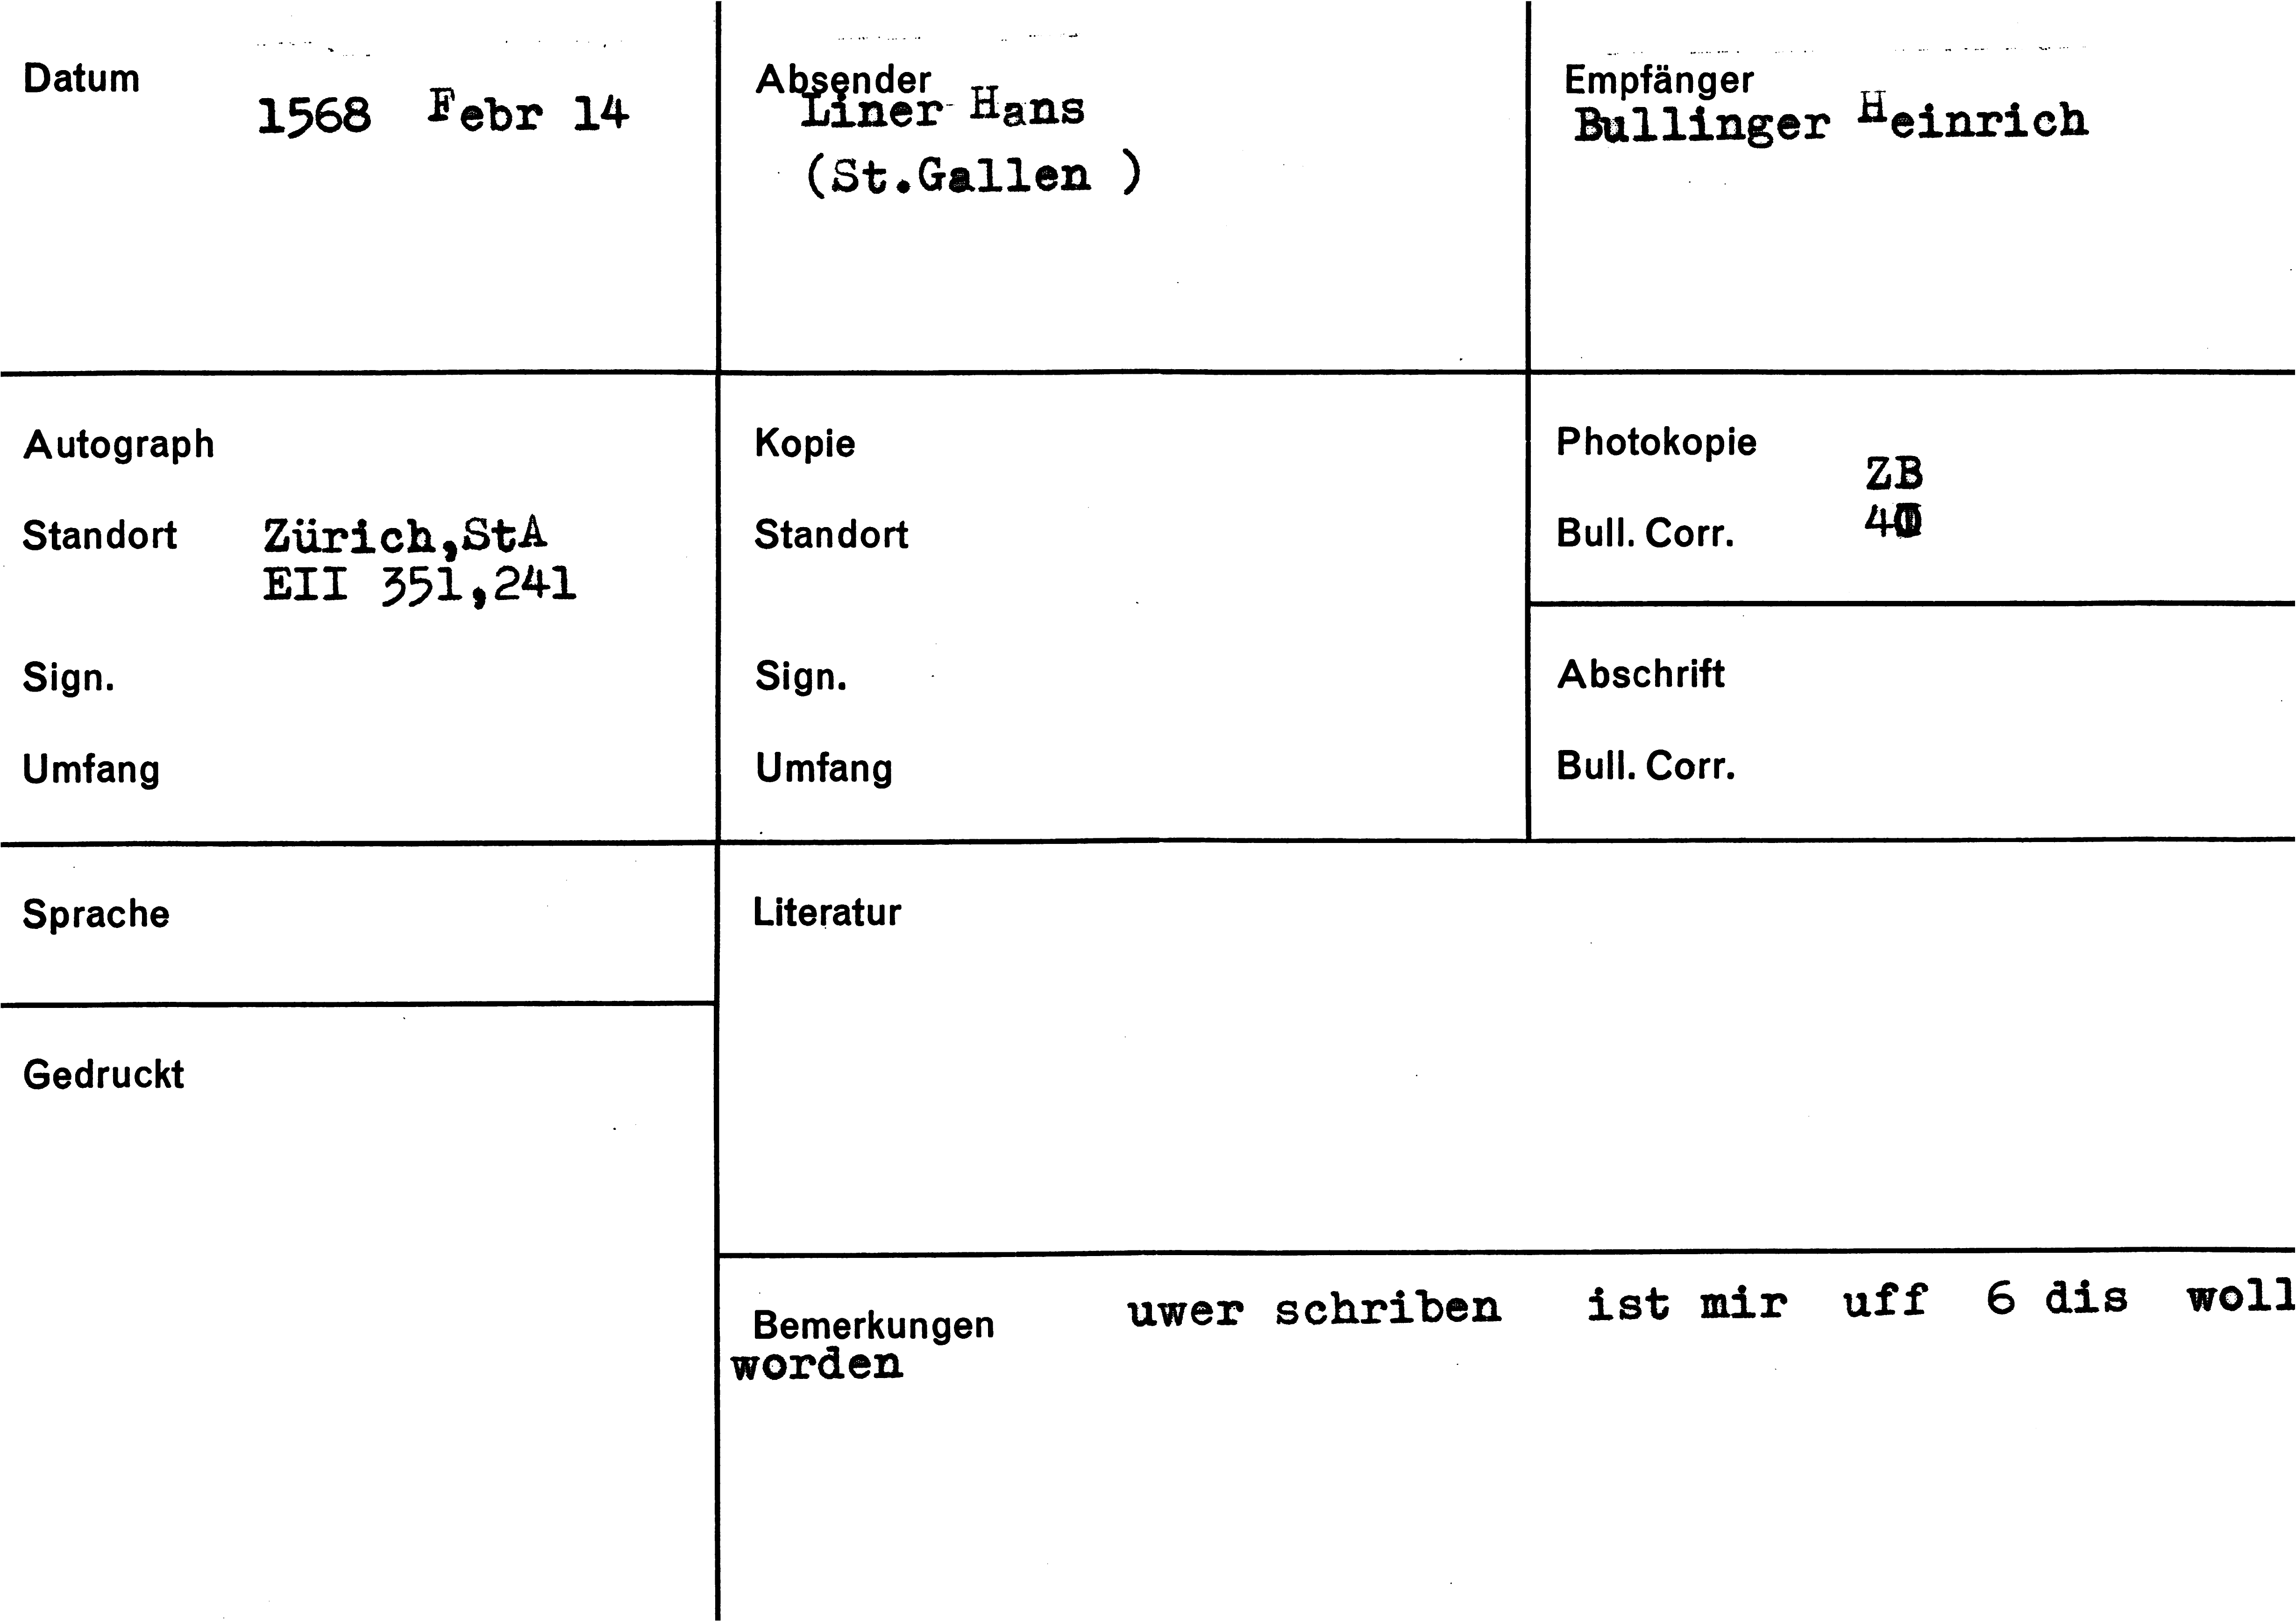 Datum
1568 Febr 14
Absender
Liner Hans
(St.Gallen )
Empfänger
Bullinger Heinrich
Autograph
Standort Zürich,StA
EII 351,241
Sign.
Umfang
Kopie
Standort
Sign.
Umfang
Photokopie
ZB
Bull. Corr.
Abschrift
Bull. Corr.
Sprache
Gedruckt
Literatur
Bemerkungen uwer schriben ist mir uff 6 dis woll
worden